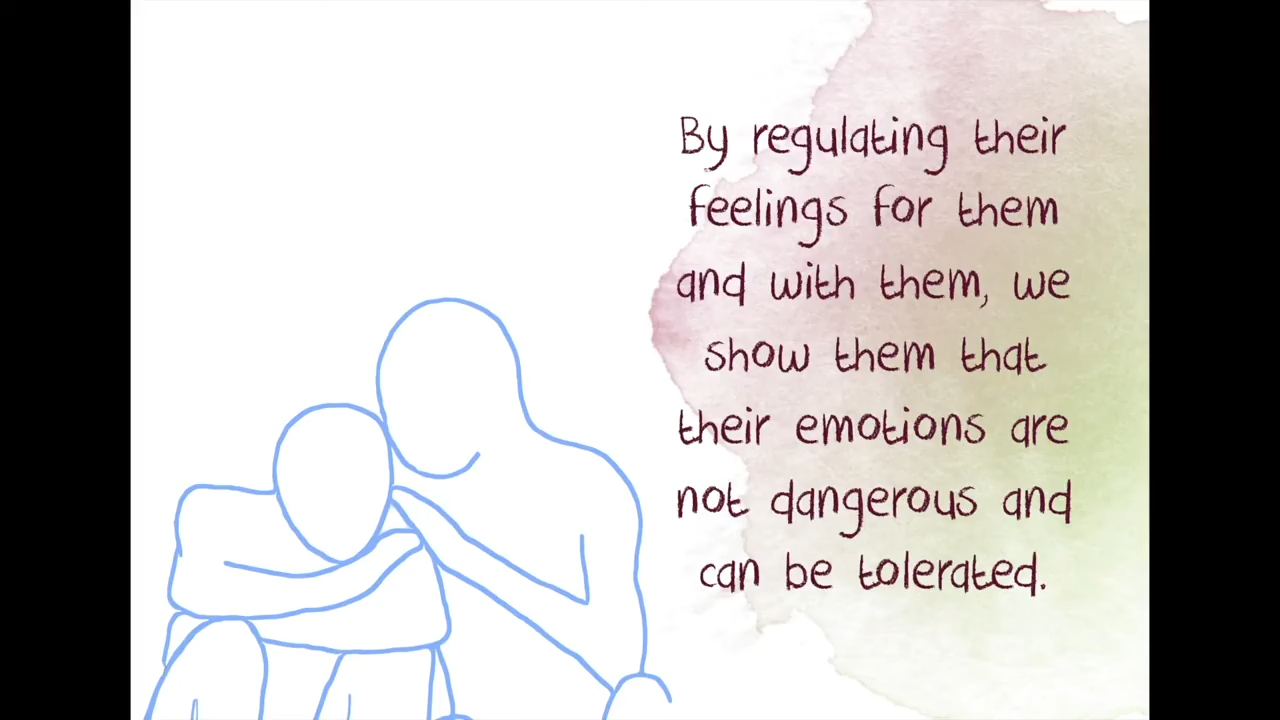 By regulating their
feelings for them
and with them, we
show them that
their emotions are
not dangerous and
can be tolerated.